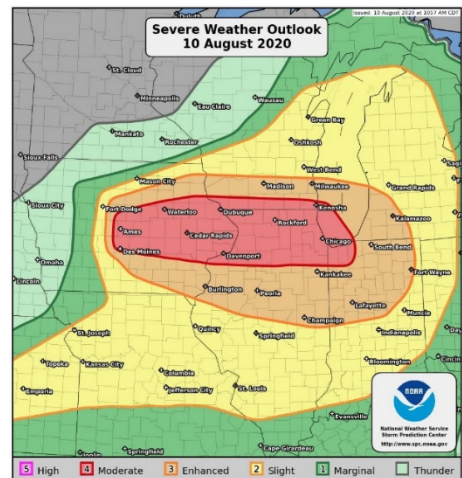 Issued: 10 August 2020 at 1057 AM CDT
Severe Weather Outlook
10 August 2020
St. Cloud
Minneapolis
Eau Claire
Wausau
Green Bay
Mankato
Rochester
Oshkosh
Sioux Falls
West Bend
Mason City
Madison
Milwaukee
Grand Rapids
Sioux City
Fort Dodge
Waterloo
Dubuque
Rockford
Kenosha
Kalamazoo
Ames
Cedar Rapids
Chicago
South Bend
Des Moines
Davenport
Omaha
Kankakee
Fort Wayne
Lincoln
Burlington
Peoria
Lafayette
Champaign
Muncie
St. Joseph
Quincy
Springfield
Indianapolis
Topeka
Kansas City
Columbia
Bloomington
Emporia
Jefferson City
St. Louis
Evansville
Joplin
Springfield
Cape Girardeau
NOAA
National Weather Service
Storm Prediction Center
http://www.spc.noaa.gov
5 High
4 Moderate
3 Enhanced
2 Slight
1 Marginal
Thunder